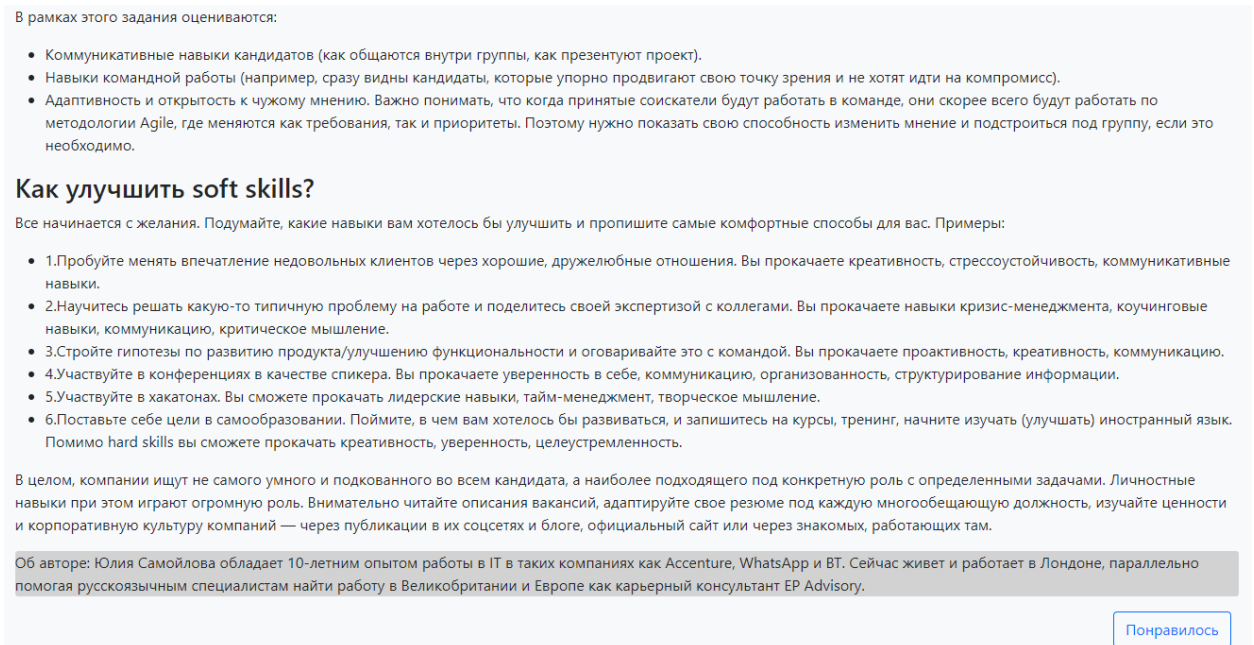 В рамках этого задания оцениваются:
• Коммуникативные навыки кандидатов (как общаются внутри группы, как презентуют проект).
• Навыки командной работы (например, сразу видны кандидаты, которые упорно продвигают свою точку зрения и не хотят идти на компромисс).
• Адаптивность и открытость к чужому мнению. Важно понимать, что когда принятые соискатели будут работать в команде, они скорее всего будут работать по
методологии Agile, где меняются как требования, так и приоритеты. Поэтому нужно показать свою способность изменить мнение и подстроиться под группу, если это
необходимо.
Как улучшить soft skills?
Все начинается с желания. Подумайте, какие навыки вам хотелось бы улучшить и пропишите самые комфортные способы для вас. Примеры:
• 1.Пробуйте менять впечатление недовольных клиентов через хорошие, дружелюбные отношения. Вы прокачаете креативность, стрессоустойчивость, коммуникативные
навыки.
• 2.Научитесь решать какую-то типичную проблему на работе и поделитесь своей экспертизой с коллегами. Вы прокачаете навыки кризис-менеджмента, коучинговые
навыки, коммуникацию, критическое мышление.
• 3.Стройте гипотезы по развитию продукта/улучшению функциональности и оговаривайте это с командой. Вы прокачаете проактивность, креативность, коммуникацию.
• 4.Участвуйте в конференциях в качестве спикера. Вы прокачаете уверенность в себе, коммуникацию, организованность, структурирование информации.
• 5.Участвуйте в хакатонах. Вы сможете прокачать лидерские навыки, тайм-менеджмент, творческое мышление.
• 6.Поставьте себе цели в самообразовании. Поймите, в чем вам хотелось бы развиваться, и запишитесь на курсы, тренинг, начните изучать (улучшать) иностранный язык.
Помимо hard skills вы сможете прокачать креативность, уверенность, целеустремленность.
В целом, компании ищут не самого умного и подкованного во всем кандидата, а наиболее подходящего под конкретную роль с определенными задачами. Личностные
навыки при этом играют огромную роль. Внимательно читайте описания вакансий, адаптируйте свое резюме под каждую многообещающую должность, изучайте ценности
и корпоративную культуру компаний — через публикации в их соцсетях и блоге, официальный сайт или через знакомых, работающих там.
Об авторе: Юлия Самойлова обладает 10-летним опытом работы в IT в таких компаниях как Accenture, WhatsApp и BT. Сейчас живет и работает в Лондоне, параллельно
помогая русскоязычным специалистам найти работу в Великобритании и Европе как карьерный консультант EP Advisory.
Понравилось